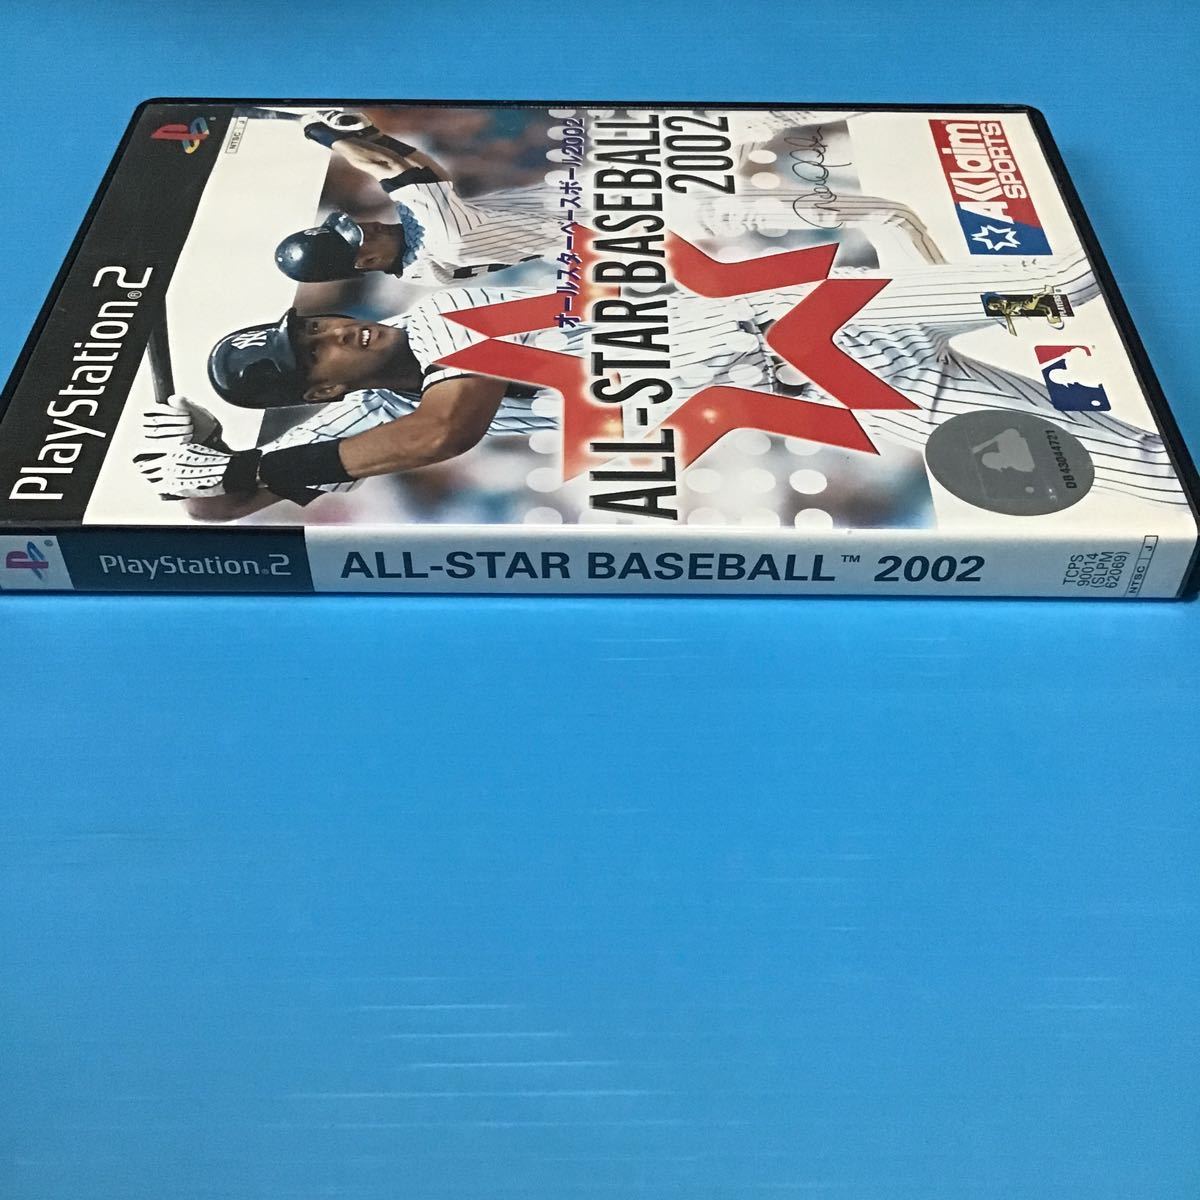 PlayStation®2
NTSC J
オールスターベースボール2002
ALL-STAR BASEBALL
2002
AKklaim
SPORTS
DB43044721
PlayStation®2
ALL-STAR BASEBALL™ 2002
TCPS
90014
(SLPM
62069)
NTSC J